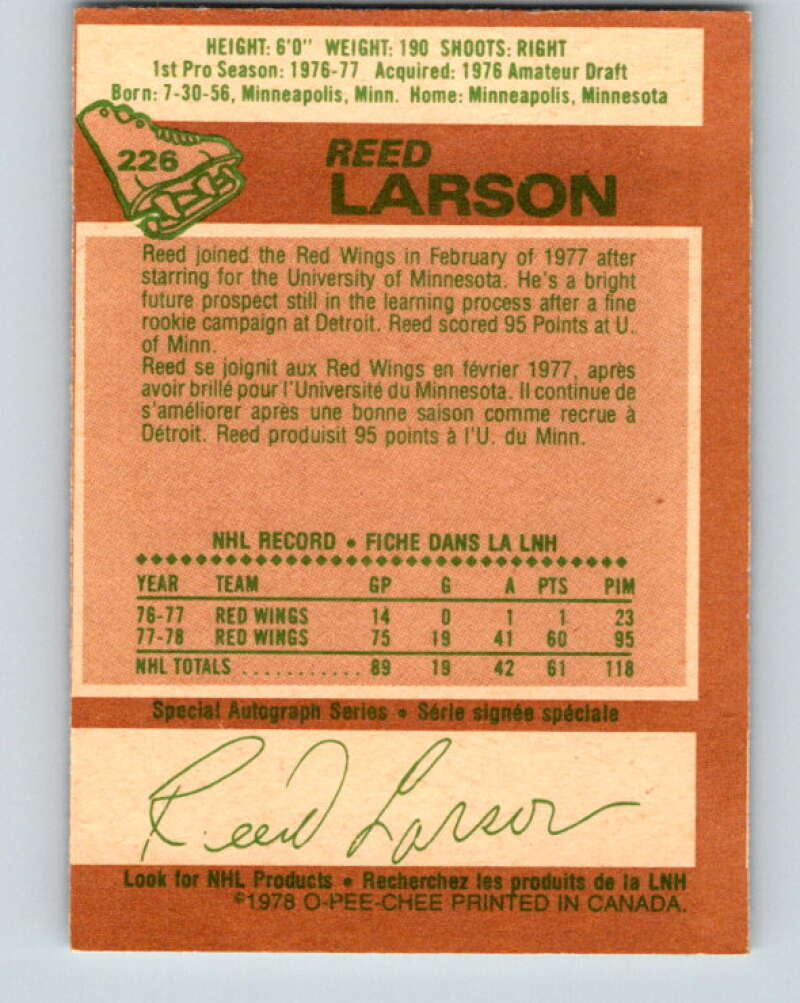 HEIGHT: 6'0" WEIGHT: 190 SHOOTS: RIGHT
1st Pro Season: 1976-77 Acquired: 1976 Amateur Draft
Born: 7-30-56, Minneapolis, Minn. Home: Minneapolis, Minnesota
226
REED
LARSON
Reed joined the Red Wings in February of 1977 after
starring for the University of Minnesota. He's a bright
future prospect still in the learning process after a fine
rookie campaign at Detroit. Reed scored 95 Points at U.
of Minn.
Reed se joignit aux Red Wings en février 1977, après
avoir brillé pour l'Université du Minnesota. Il continue de
s'améliorer après une bonne saison comme recrue à
Détroit. Reed produisit 95 points à l'U. du Minn.
NHL RECORD • FICHE DANS LA LNH
YEAR TEAM GP G A PTS PIM
76-77 RED WINGS 14 0 1 1 23
77-78 RED WINGS 75 19 41 60 95
NHL TOTALS ........... 89 19 42 61 118
Special Autograph Series • Série signée spéciale
Reed Larson
Look for NHL Products • Recherchez les produits de la LNH
©1978 O-PEE-CHEE PRINTED IN CANADA.